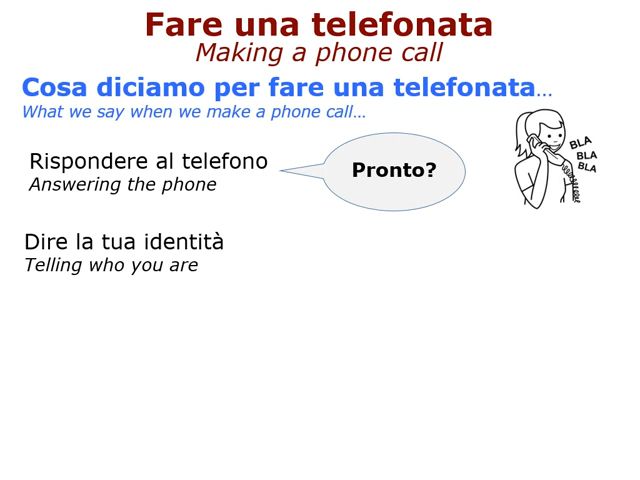 Fare una telefonata
Making a phone call
Cosa diciamo per fare una telefonata...
What we say when we make a phone call...
Rispondere al telefono
Answering the phone
Pronto?
BLA
BLA
BLA
Dire la tua identità
Telling who you are